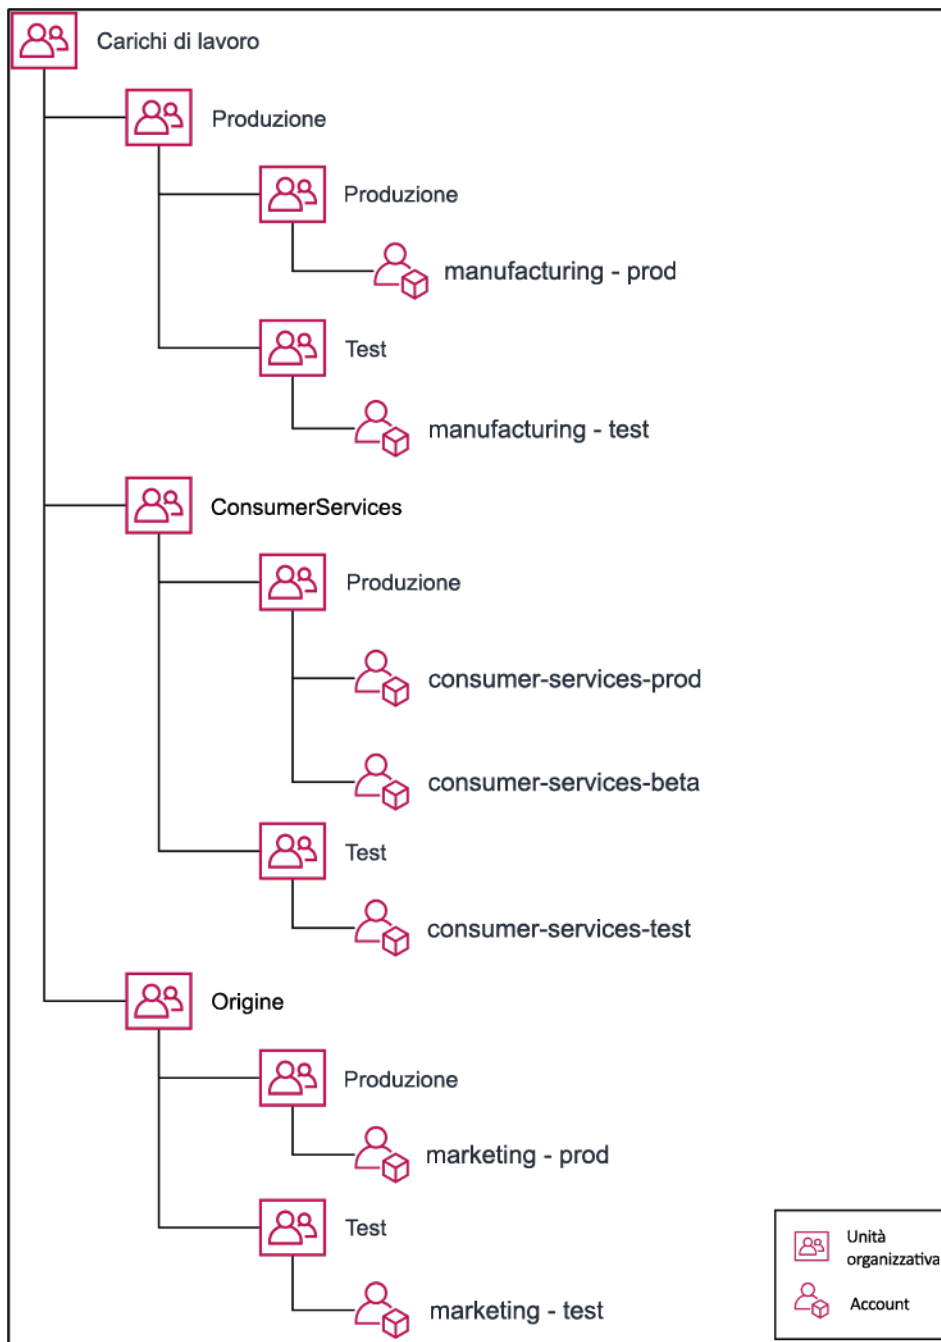 Carichi di lavoro
Produzione
Produzione
manufacturing - prod
Test
manufacturing - test
ConsumerServices
Produzione
consumer-services-prod
consumer-services-beta
Test
consumer-services-test
Origine
Produzione
marketing - prod
Test
marketing - test
Unità
organizzativa
Account